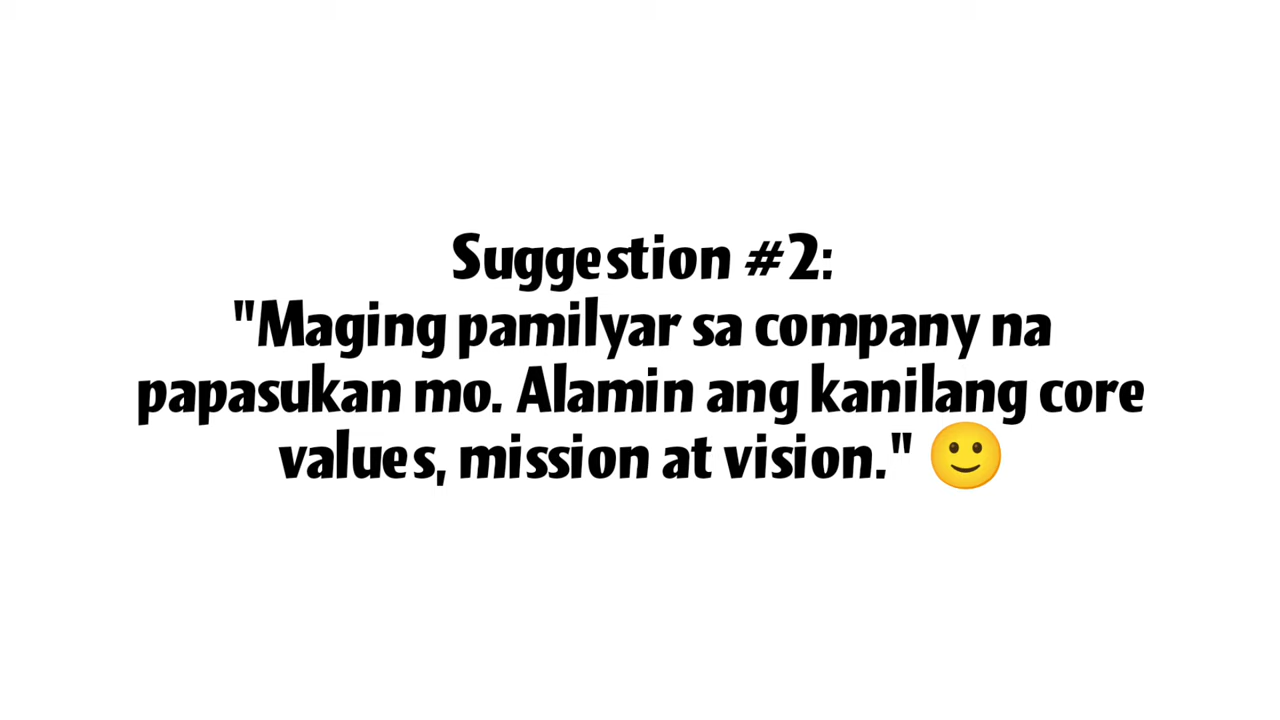 Suggestion #2:
"Maging pamilyar sa company na
papasukan mo. Alamin ang kanilang core
values, mission at vision." 🙂